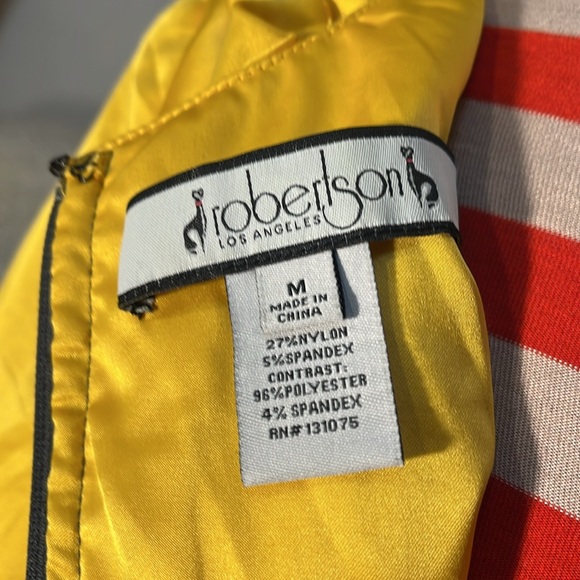 robertson
LOS ANGELES
M
MADE IN
CHINA
27%NYLON
5%SPANDEX
CONTRAST:
96%POLYESTER
4% SPANDEX
RN# 131075